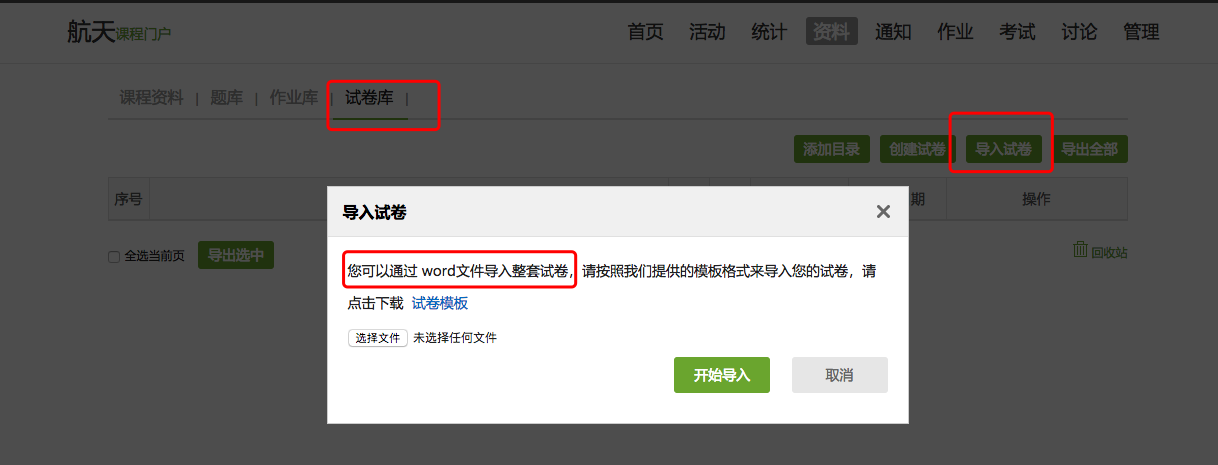 航天课程门户 首页 活动 统计 资料 通知 作业 考试 讨论 管理
课程资料 | 题库 | 作业库 | 试卷库 |
添加目录 创建试卷 导入试卷 导出全部
序号 期 操作
导入试卷
全选当前页 导出选中 回收站
您可以通过 word文件导入整套试卷，请按照我们提供的模板格式来导入您的试卷，请
点击下载 试卷模板
选择文件 未选择任何文件
开始导入 取消